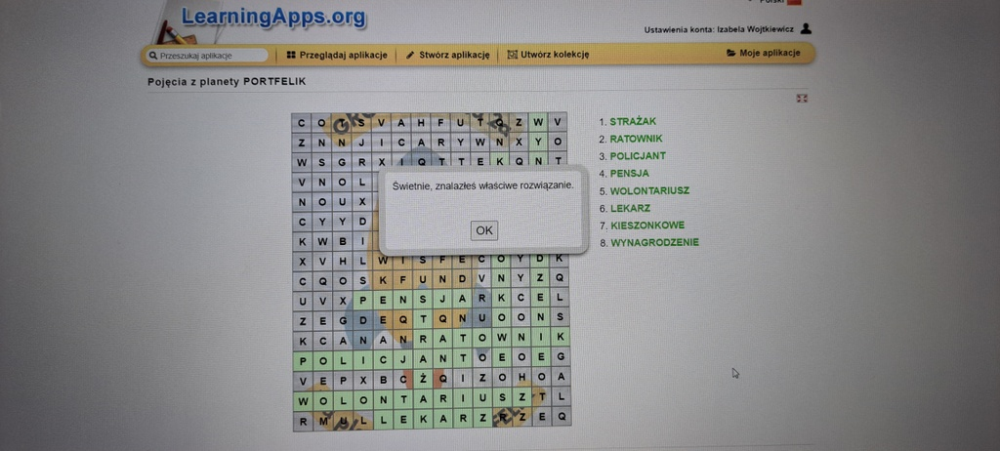 Polski
LearningApps.org
Ustawienia konta: Izabela Wojtkiewicz
Przeszukaj aplikacje
Przeglądaj aplikacje
Stwórz aplikację
Utwórz kolekcję
Moje aplikacje
Pojęcia z planety PORTFELIK
C O T S V A H F U T Q Z W V
Z N N J I C A R Y W N X Y O
W S G R X I Q T T E K Q N T
V N O L
N O U X
C Y Y D
K W B I
X V H L W I S F E C O Y D K
C Q O S K F U N D V N Y Z Q
U V X P E N S J A R K C E L
Z E G D E Q T Q N U O O N S
K C A N A N R A T O W N I K
P O L I C J A N T O E O E G
V E P X B C Ż Q I Z O H O A
W O L O N T A R I U S Z T L
R M U L L E K A R Z R Z E Q
Świetnie, znalazłeś właściwe rozwiązanie.
OK
1. STRAŻAK
2. RATOWNIK
3. POLICJANT
4. PENSJA
5. WOLONTARIUSZ
6. LEKARZ
7. KIESZONKOWE
8. WYNAGRODZENIE